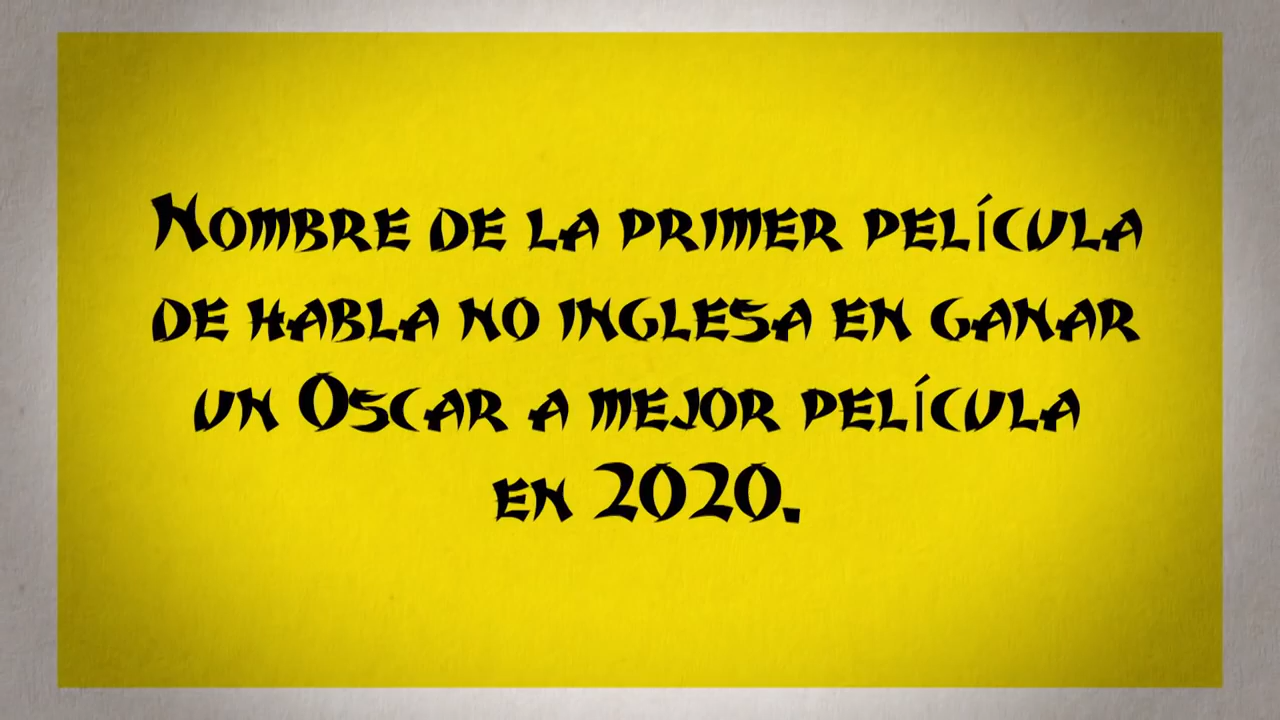 Nombre de la primer película
de habla no inglesa en ganar
un Oscar a mejor película
en 2020.